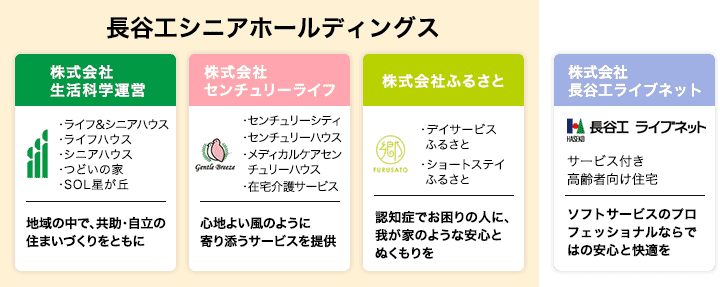 長谷工シニアホールディングス
株式会社
生活科学運営
・ライフ&シニアハウス
・ライフハウス
・シニアハウス
・つどいの家
・SOL星が丘
地域の中で、共助・自立の
住まいづくりをともに
株式会社
センチュリーライフ
Gentle Breeze
・センチュリーシティ
・センチュリーハウス
・メディカルケアセン
チュリーハウス
・在宅介護サービス
心地よい風のように
寄り添うサービスを提供
株式会社ふるさと
郷
FURUSATO
・デイサービス
ふるさと
・ショートステイ
ふるさと
認知症でお困りの人に、
我が家のような安心と
ぬくもりを
株式会社
長谷工ライブネット
HASEKO
長谷工 ライブネット
サービス付き
高齢者向け住宅
ソフトサービスのプロ
フェッショナルならで
はの安心と快適を